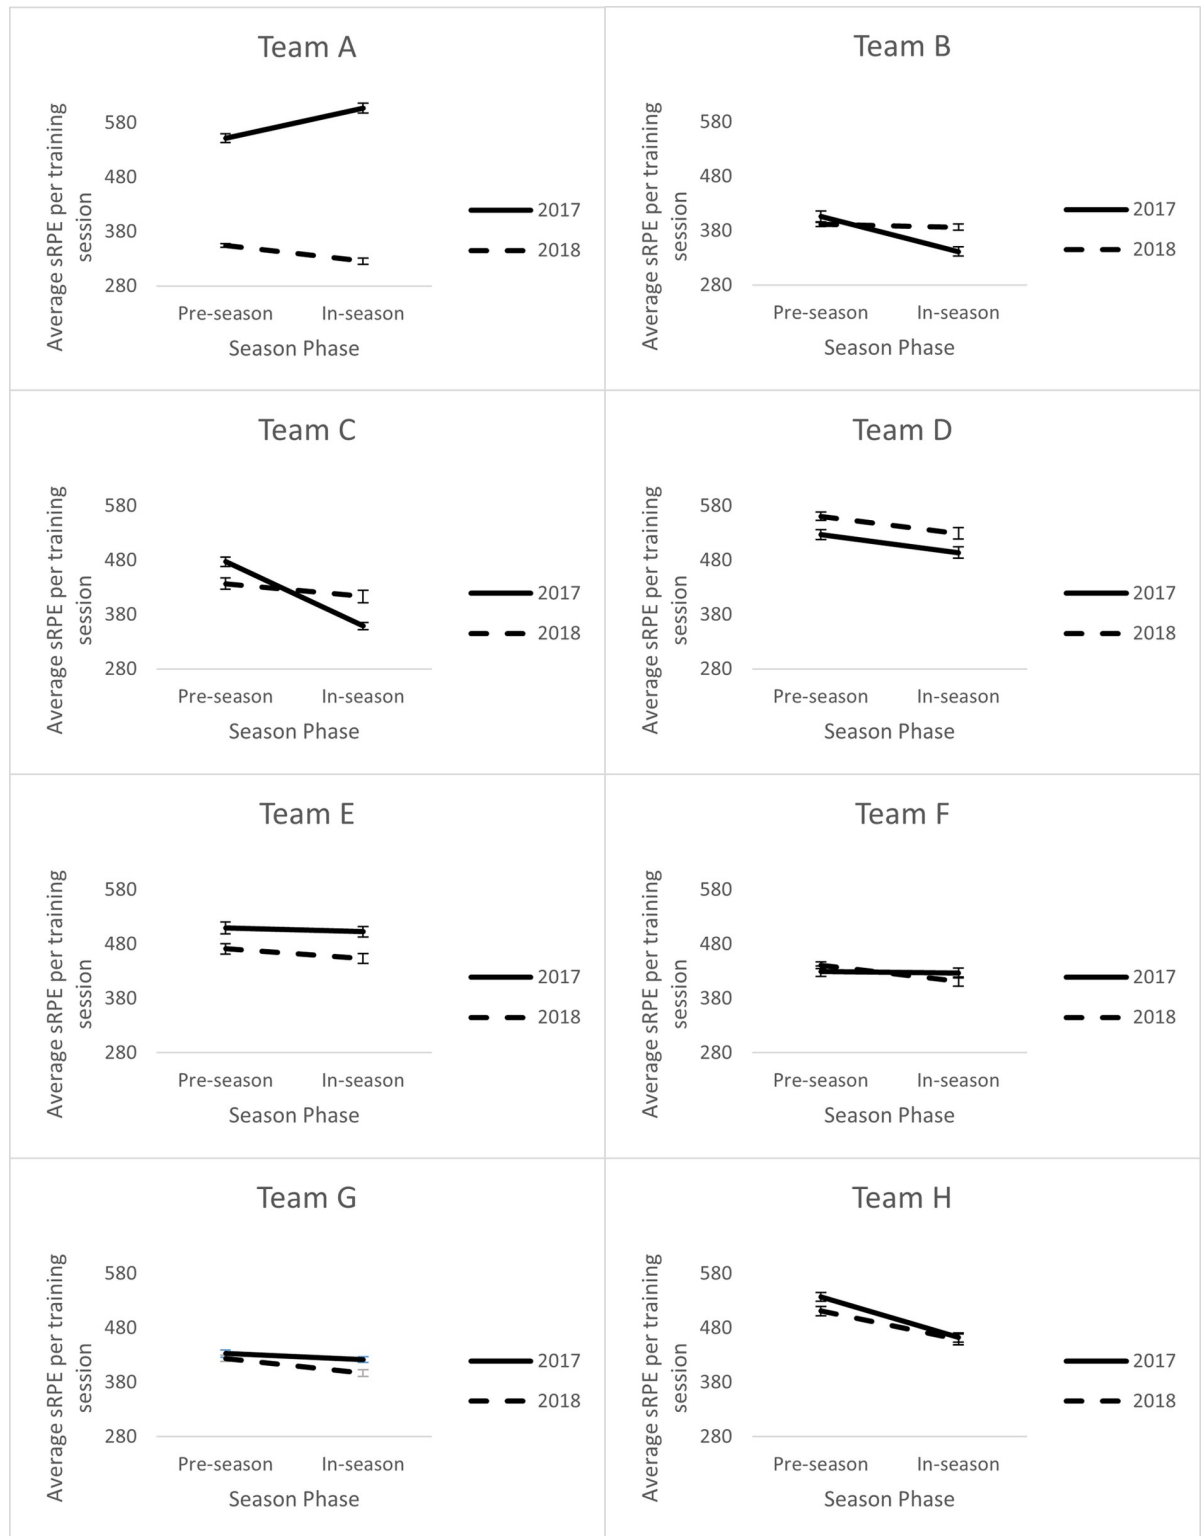 Team A
Average sRPE per training
session
580
480
380
280
Pre-season In-season
Season Phase
2017
2018
Team B
Average sRPE per training
session
580
480
380
280
Pre-season In-season
Season Phase
2017
2018
Team C
Average sRPE per training
session
580
480
380
280
Pre-season In-season
Season Phase
2017
2018
Team D
Average sRPE per training
session
580
480
380
280
Pre-season In-season
Season Phase
2017
2018
Team E
Average sRPE per training
session
580
480
380
280
Pre-season In-season
Season Phase
2017
2018
Team F
Average sRPE per training
session
580
480
380
280
Pre-season In-season
Season Phase
2017
2018
Team G
Average sRPE per training
session
580
480
380
280
Pre-season In-season
Season Phase
2017
2018
Team H
Average sRPE per training
session
580
480
380
280
Pre-season In-season
Season Phase
2017
2018